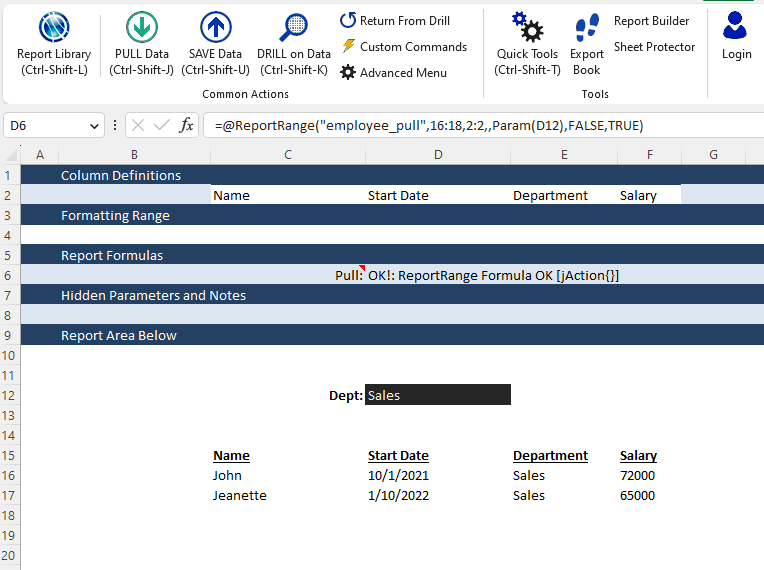 Report Library
(Ctrl-Shift-L)
PULL Data
(Ctrl-Shift-J)
SAVE Data
(Ctrl-Shift-U)
DRILL on Data
(Ctrl-Shift-K)
Return From Drill
Custom Commands
Advanced Menu
Common Actions
Quick Tools
(Ctrl-Shift-T)
Export
Book
Report Builder
Sheet Protector
Tools
Login
D6 fx =@ReportRange("employee_pull",16:18,2:2,,Param(D12),FALSE,TRUE)
A B C D E F G
1 Column Definitions
2 Name Start Date Department Salary
3 Formatting Range
4
5 Report Formulas
6 Pull: OK!: ReportRange Formula OK [jAction{}]
7 Hidden Parameters and Notes
8
9 Report Area Below
10
11
12 Dept: Sales
13
14
15 Name Start Date Department Salary
16 John 10/1/2021 Sales 72000
17 Jeanette 1/10/2022 Sales 65000
18
19
20